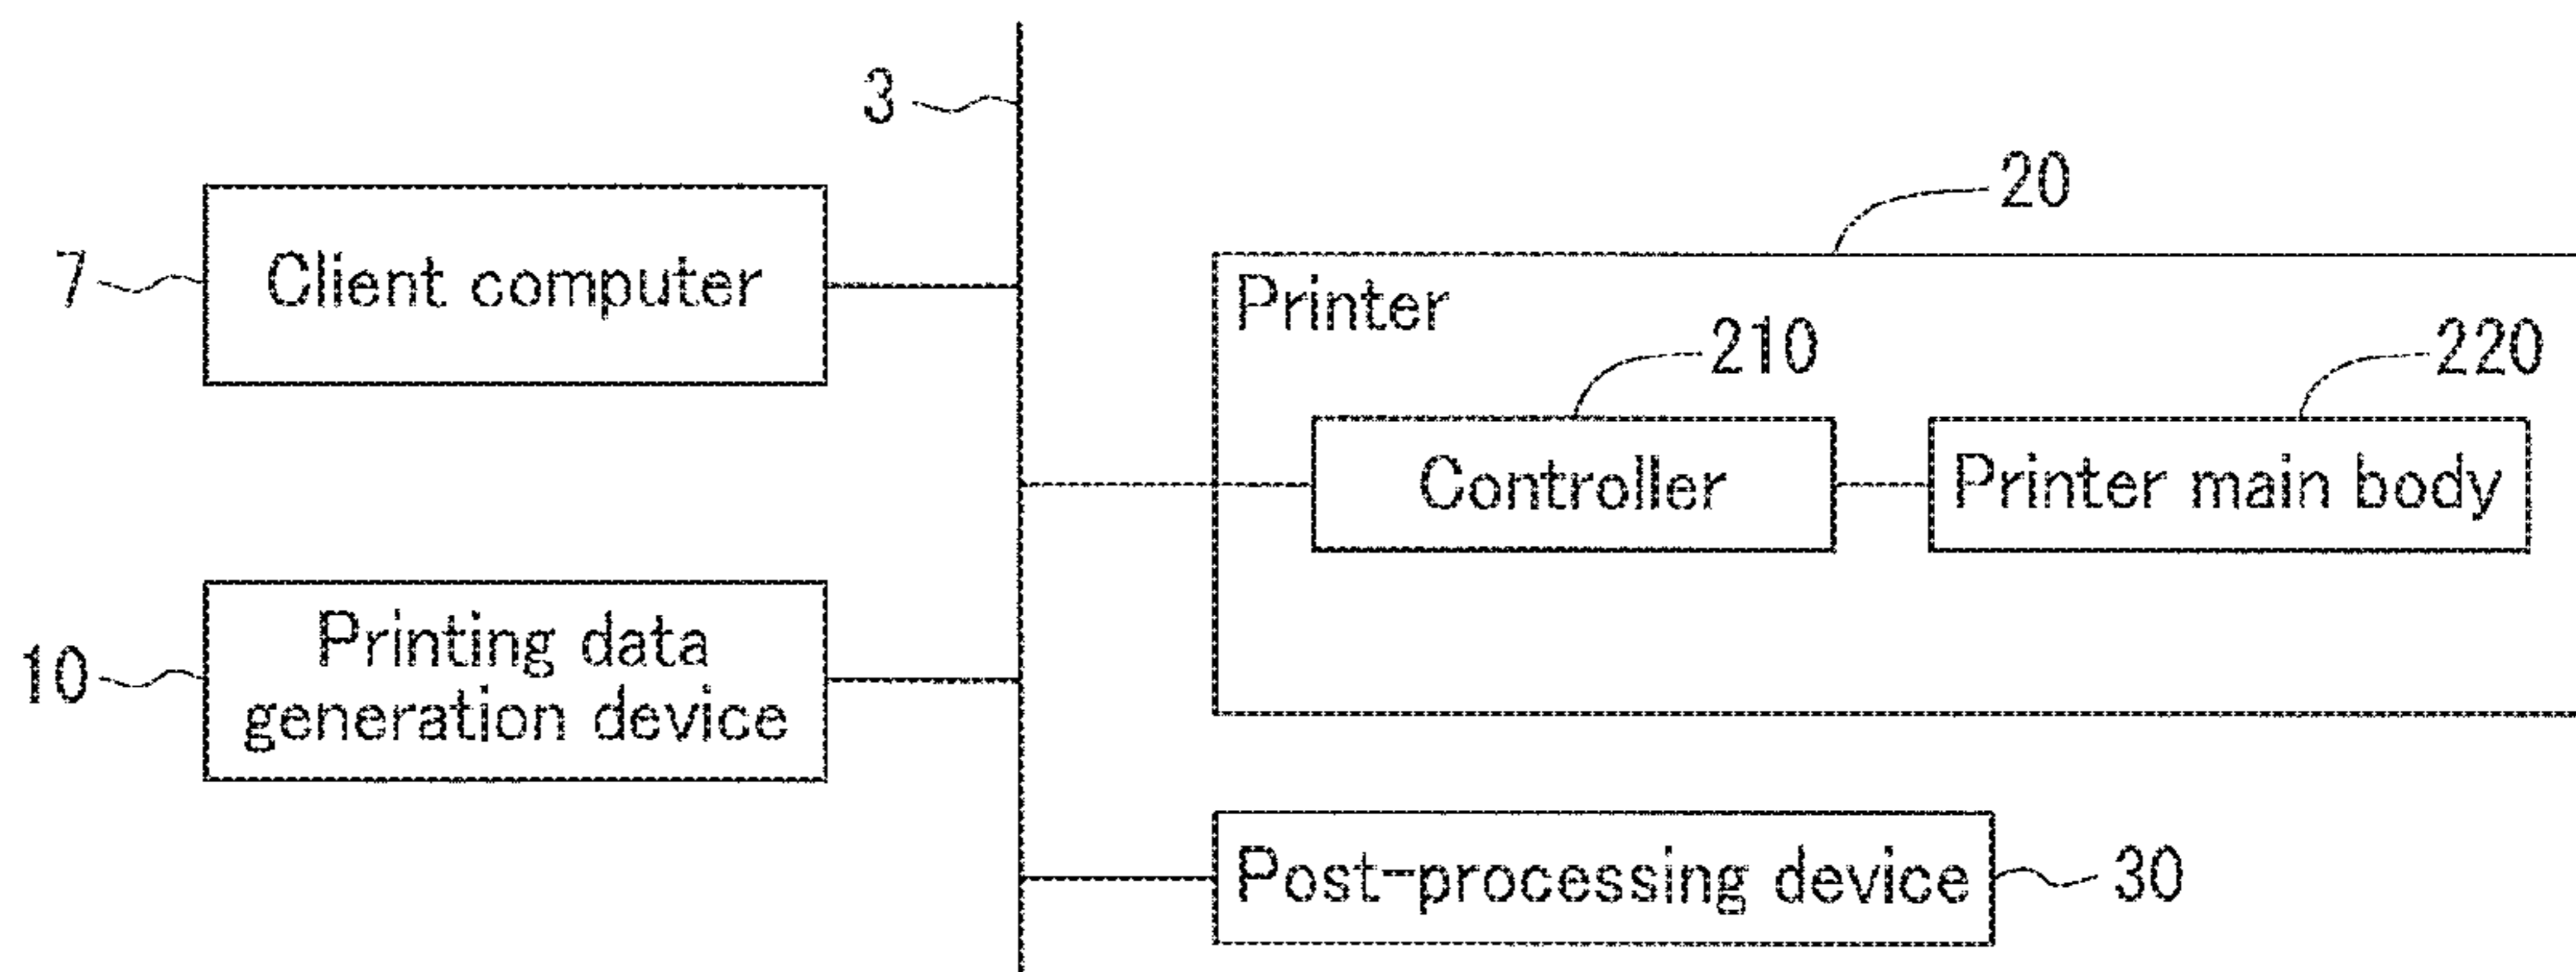 3
20
7
Client computer
Printer
210
220
Controller
Printer main body
10
Printing data
generation device
Post-processing device
30